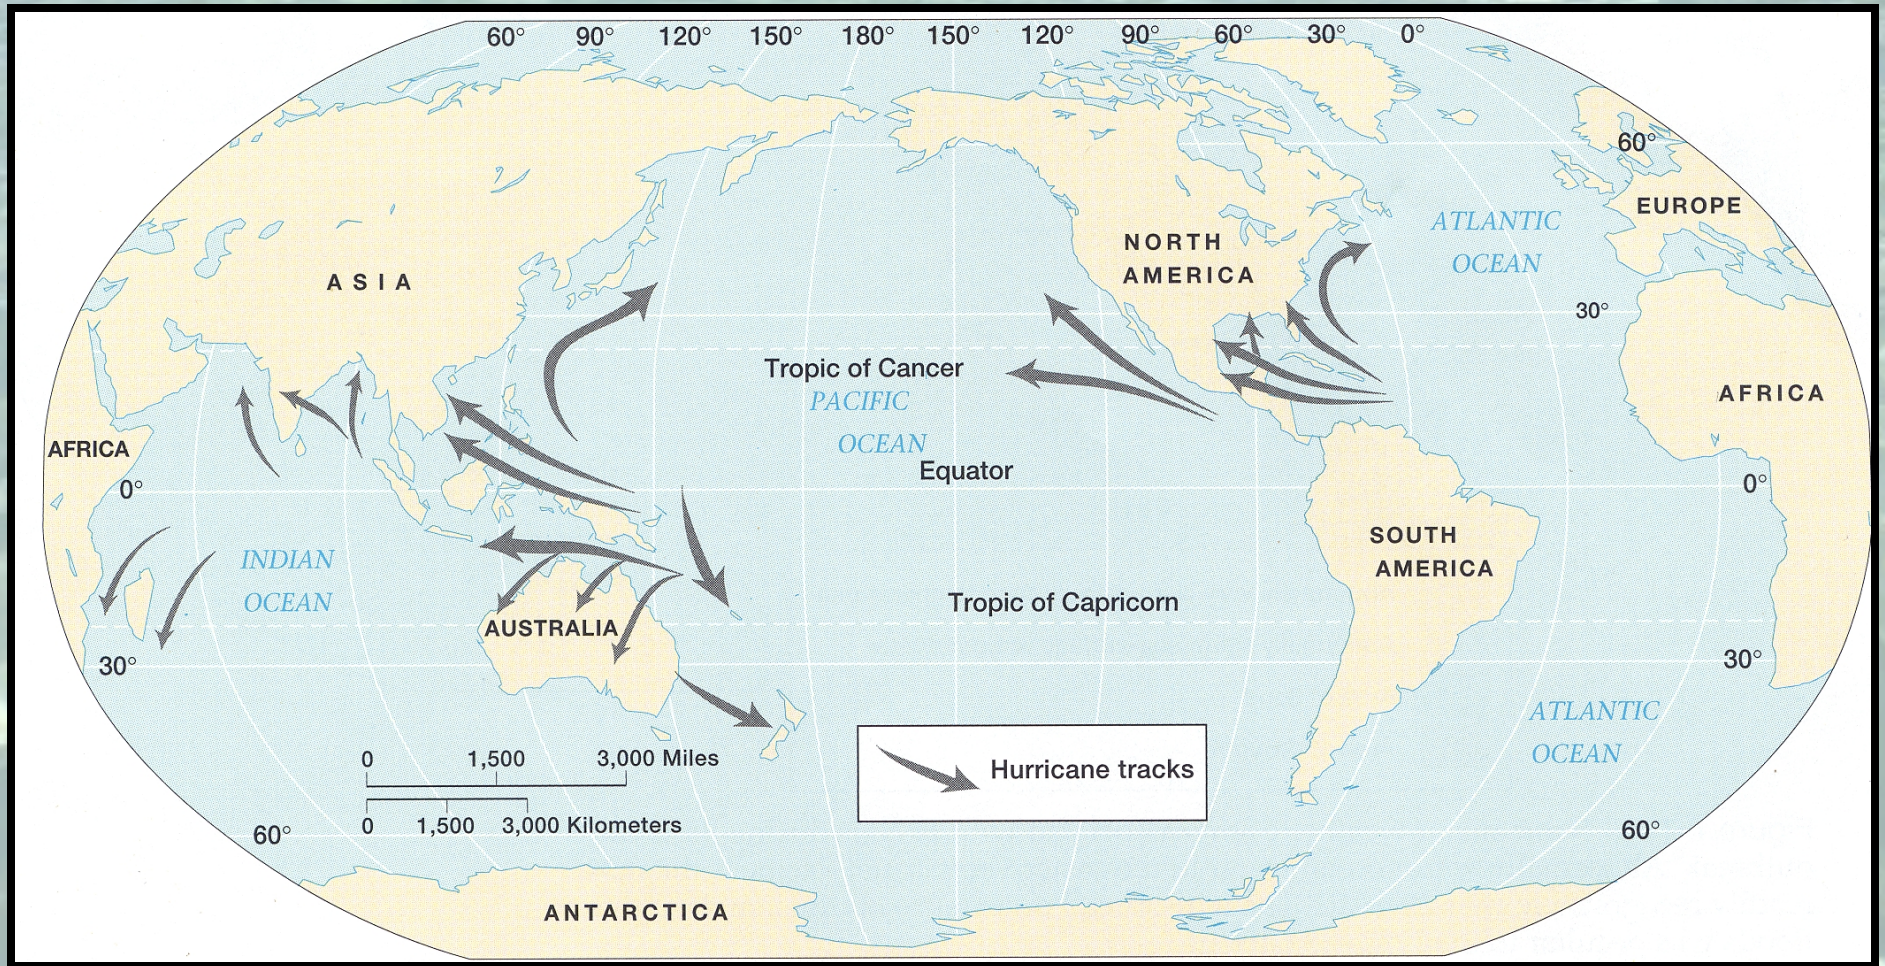 60° 90° 120° 150° 180° 150° 120° 90° 60° 30° 0°
60°
EUROPE
ATLANTIC
OCEAN
NORTH
AMERICA
ASIA
30°
Tropic of Cancer
PACIFIC
OCEAN
AFRICA
AFRICA
Equator
0°
0°
SOUTH
AMERICA
INDIAN
OCEAN
Tropic of Capricorn
AUSTRALIA
30°
30°
ATLANTIC
OCEAN
0 1,500 3,000 Miles
0 1,500 3,000 Kilometers
Hurricane tracks
60°
60°
ANTARCTICA